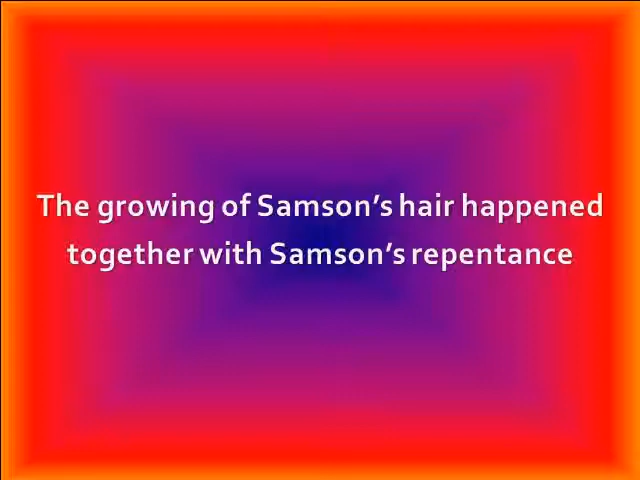 The growing of Samson’s hair happened
together with Samson’s repentance